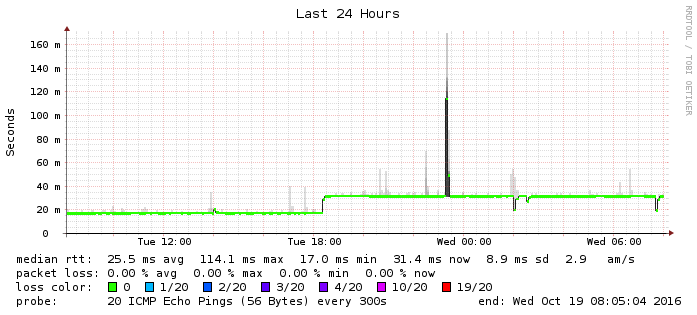 Last 24 Hours
RRDTOOL / TOBI OETIKER
Seconds
160 m
140 m
120 m
100 m
80 m
60 m
40 m
20 m
0
Tue 12:00 Tue 18:00 Wed 00:00 Wed 06:00
median rtt: 25.5 ms avg 114.1 ms max 17.0 ms min 31.4 ms now 8.9 ms sd 2.9 am/s
packet loss: 0.00 % avg 0.00 % max 0.00 % min 0.00 % now
loss color: 0 1/20 2/20 3/20 4/20 10/20 19/20
probe: 20 ICMP Echo Pings (56 Bytes) every 300s end: Wed Oct 19 08:05:04 2016